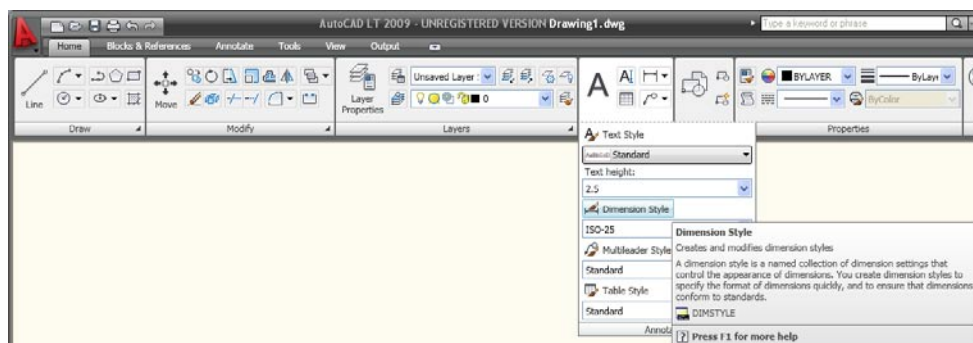 AutoCAD LT 2009 - UNREGISTERED VERSION Drawing1.dwg
Type a keyword or phrase
Home Blocks & References Annotate Tools View Output
Unsaved Layer
BYLAYER
ByLaye
Line
Move
Layer
Properties
0
ByColor
Draw Modify Layers Properties
Text Style
Standard
Text height:
2.5
Dimension Style
ISO-25
Multileader Style
Standard
Table Style
Standard
Annota
Dimension Style
Creates and modifies dimension styles
A dimension style is a named collection of dimension settings that
control the appearance of dimensions. You create dimension styles to
specify the format of dimensions quickly, and to ensure that dimensions
conform to standards.
DIMSTYLE
Press F1 for more help